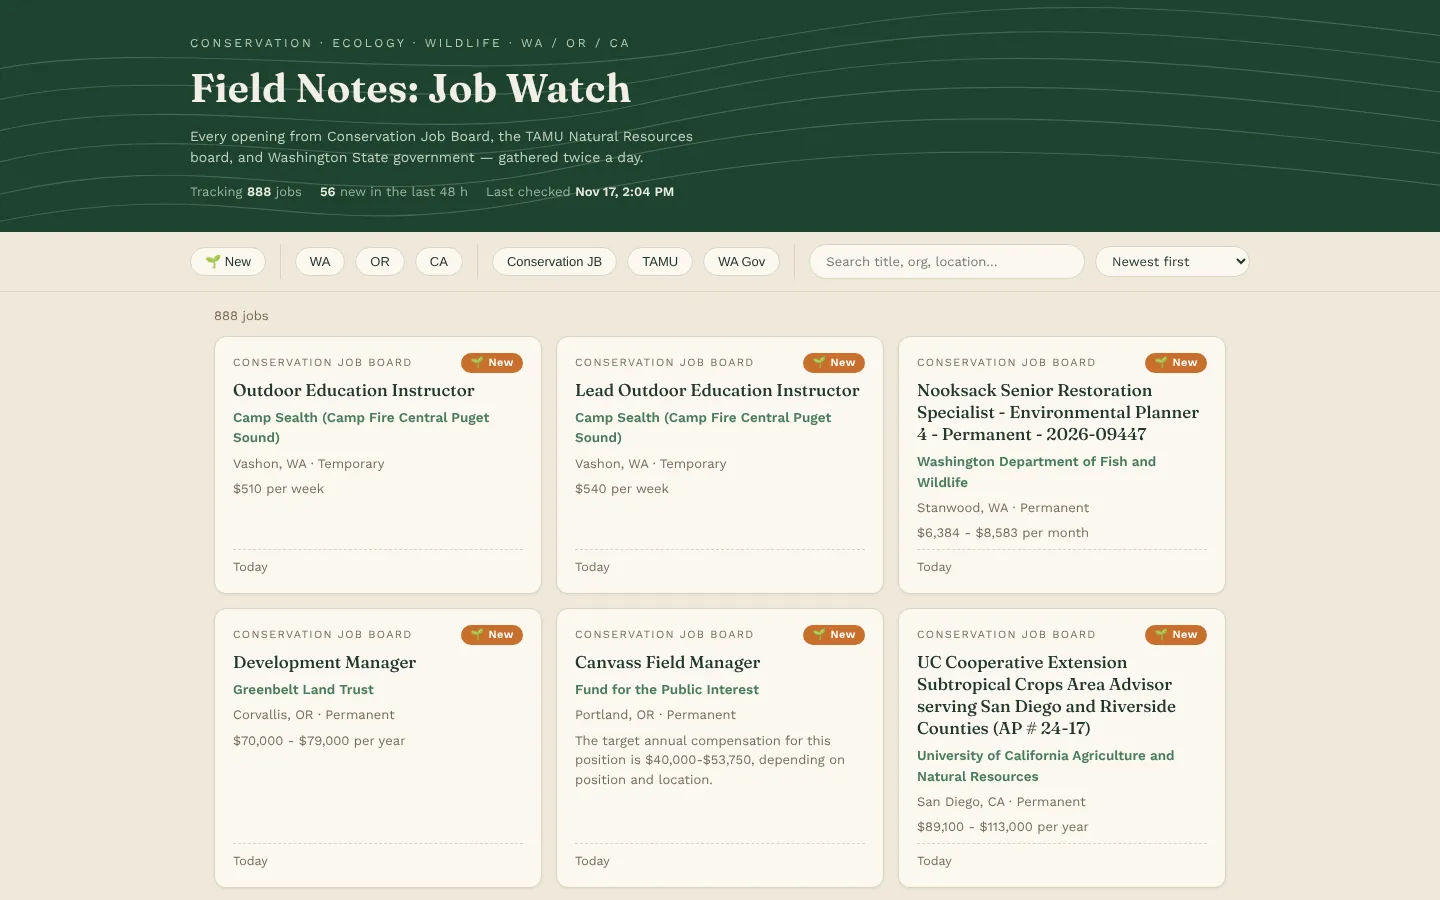 CONSERVATION · ECOLOGY · WILDLIFE · WA / OR / CA
Field Notes: Job Watch
Every opening from Conservation Job Board, the TAMU Natural Resources
board, and Washington State government — gathered twice a day.
Tracking 888 jobs 56 new in the last 48 h Last checked Nov 17, 2:04 PM
🌱 New WA OR CA Conservation JB TAMU WA Gov Search title, org, location... Newest first
888 jobs
CONSERVATION JOB BOARD
🌱 New
Outdoor Education Instructor
Camp Sealth (Camp Fire Central Puget
Sound)
Vashon, WA · Temporary
$510 per week
Today
CONSERVATION JOB BOARD
🌱 New
Lead Outdoor Education Instructor
Camp Sealth (Camp Fire Central Puget
Sound)
Vashon, WA · Temporary
$540 per week
Today
CONSERVATION JOB BOARD
🌱 New
Nooksack Senior Restoration
Specialist - Environmental Planner
4 - Permanent - 2026-09447
Washington Department of Fish and
Wildlife
Stanwood, WA · Permanent
$6,384 - $8,583 per month
Today
CONSERVATION JOB BOARD
🌱 New
Development Manager
Greenbelt Land Trust
Corvallis, OR · Permanent
$70,000 - $79,000 per year
Today
CONSERVATION JOB BOARD
🌱 New
Canvass Field Manager
Fund for the Public Interest
Portland, OR · Permanent
The target annual compensation for this
position is $40,000-$53,750, depending on
position and location.
Today
CONSERVATION JOB BOARD
🌱 New
UC Cooperative Extension
Subtropical Crops Area Advisor
serving San Diego and Riverside
Counties (AP # 24-17)
University of California Agriculture and
Natural Resources
San Diego, CA · Permanent
$89,100 - $113,000 per year
Today